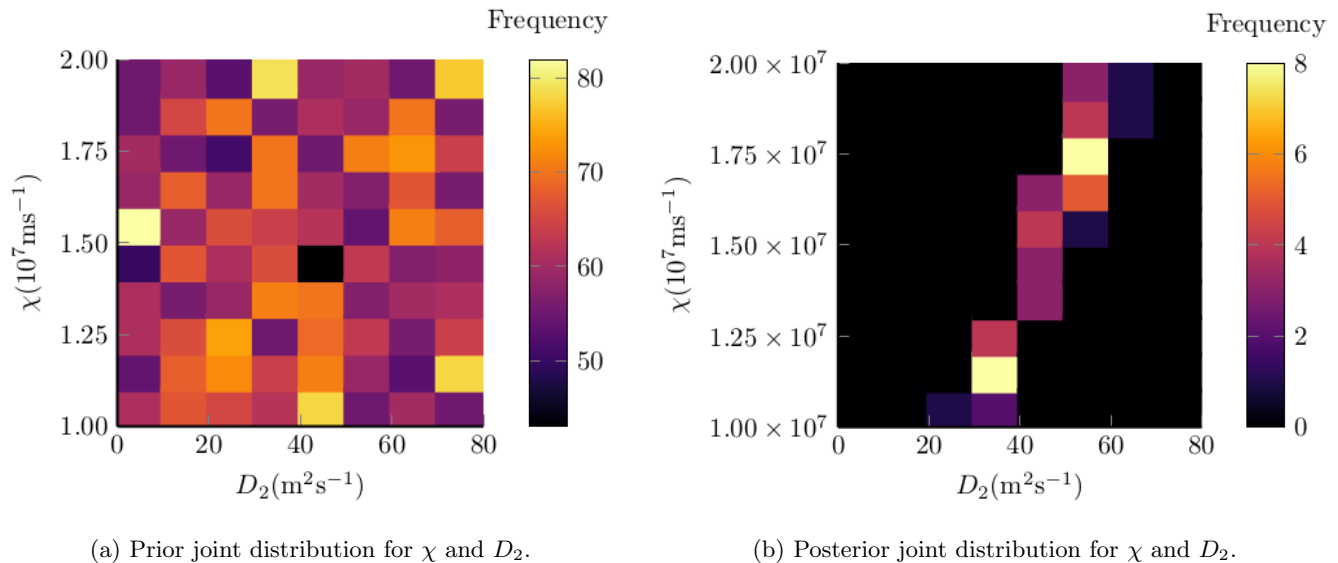 Frequency
2.00
1.75
1.50
1.25
1.00
χ(10⁷ms⁻¹)
0 20 40 60 80
D₂(m²s⁻¹)
80
70
60
50
(a) Prior joint distribution for χ and D₂.
Frequency
2.00 × 10⁷
1.75 × 10⁷
1.50 × 10⁷
1.25 × 10⁷
1.00 × 10⁷
χ(10⁷ms⁻¹)
0 20 40 60 80
D₂(m²s⁻¹)
8
6
4
2
0
(b) Posterior joint distribution for χ and D₂.